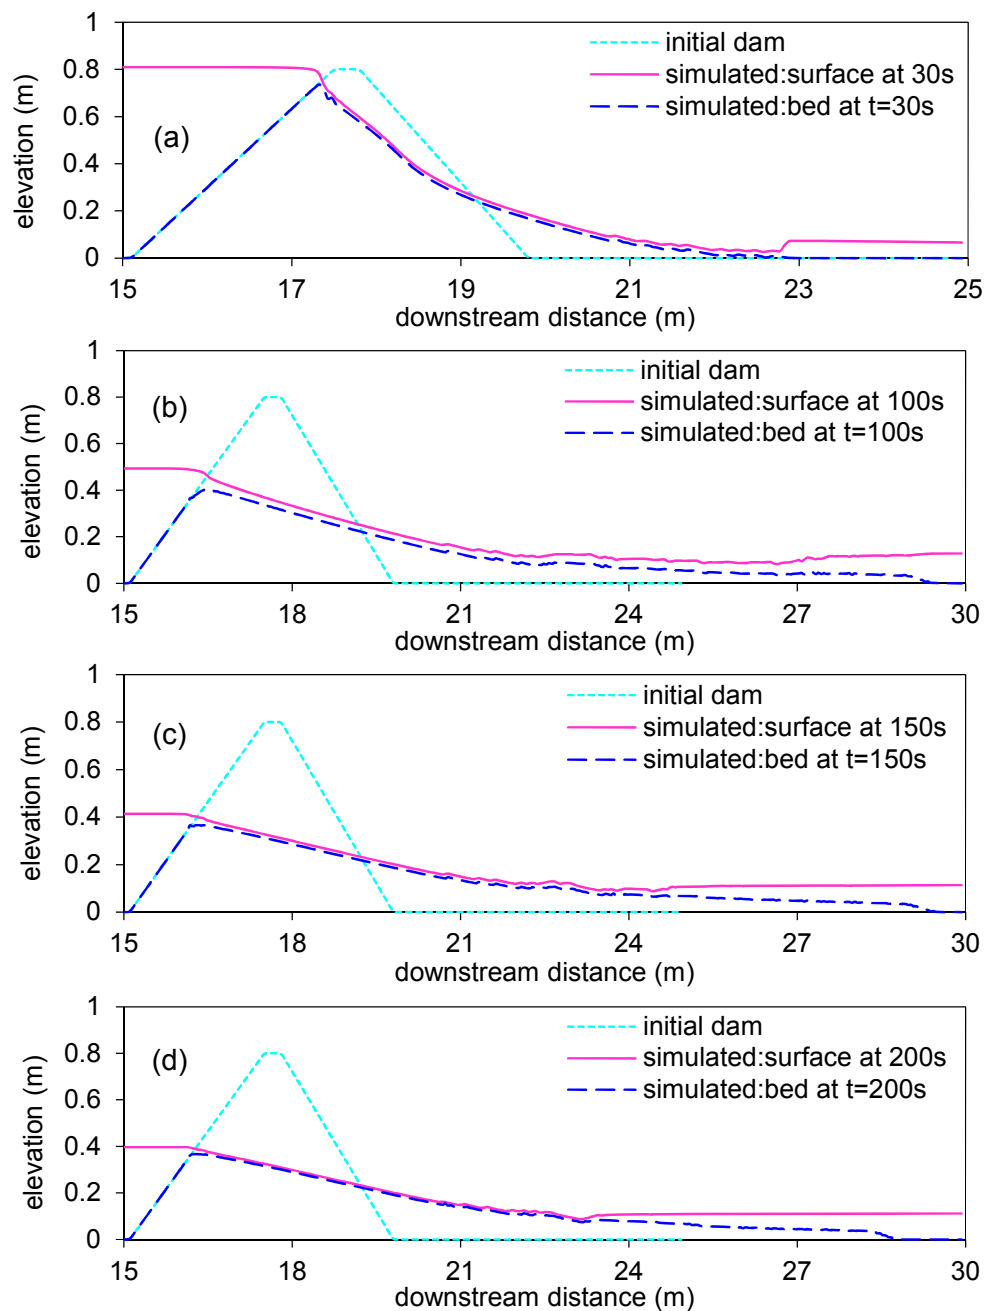 1
initial dam
0.8
simulated:surface at 30s
simulated:bed at t=30s
0.6
(a)
elevation (m)
0.4
0.2
0
15 17 19 21 23 25
downstream distance (m)
1
initial dam
0.8
simulated:surface at 100s
(b)
simulated:bed at t=100s
0.6
elevation (m)
0.4
0.2
0
15 18 21 24 27 30
downstream distance (m)
1
initial dam
0.8
simulated:surface at 150s
(c)
simulated:bed at t=150s
0.6
elevation (m)
0.4
0.2
0
15 18 21 24 27 30
downstream distance (m)
1
initial dam
0.8
simulated:surface at 200s
(d)
simulated:bed at t=200s
0.6
elevation (m)
0.4
0.2
0
15 18 21 24 27 30
downstream distance (m)